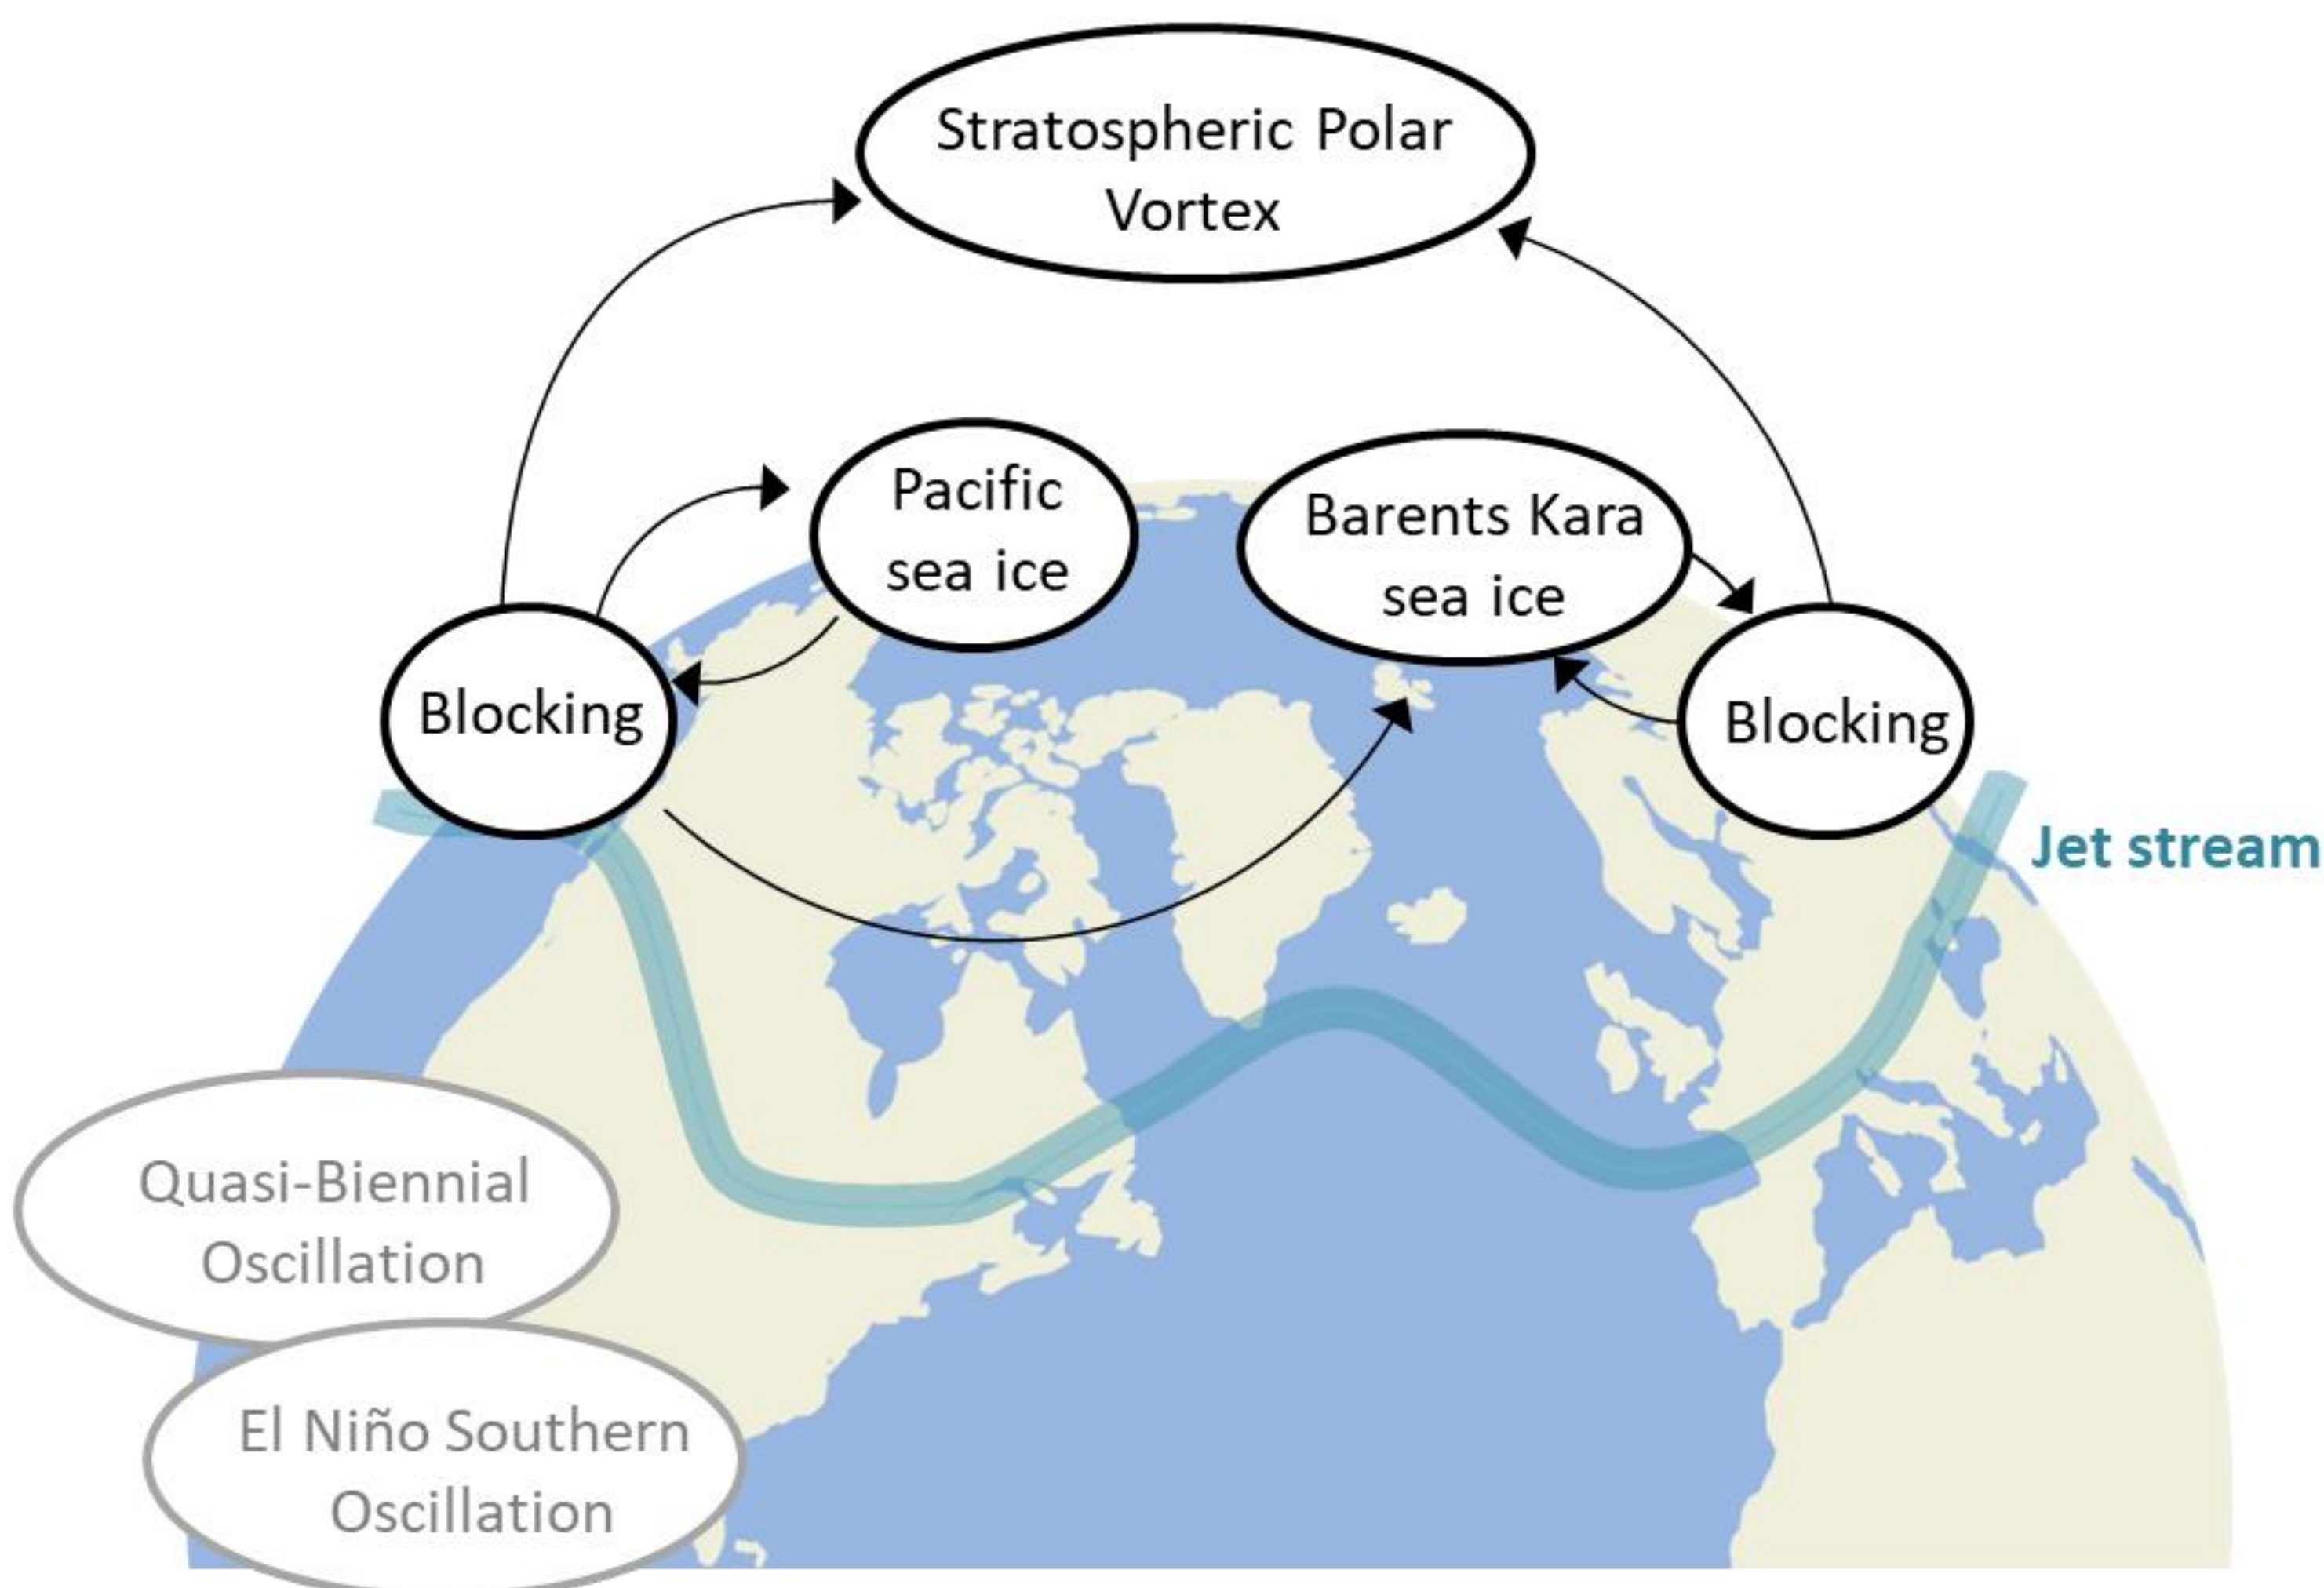 Stratospheric Polar
Vortex
Pacific
sea ice
Barents Kara
sea ice
Blocking
Blocking
Jet stream
Quasi-Biennial
Oscillation
El Niño Southern
Oscillation